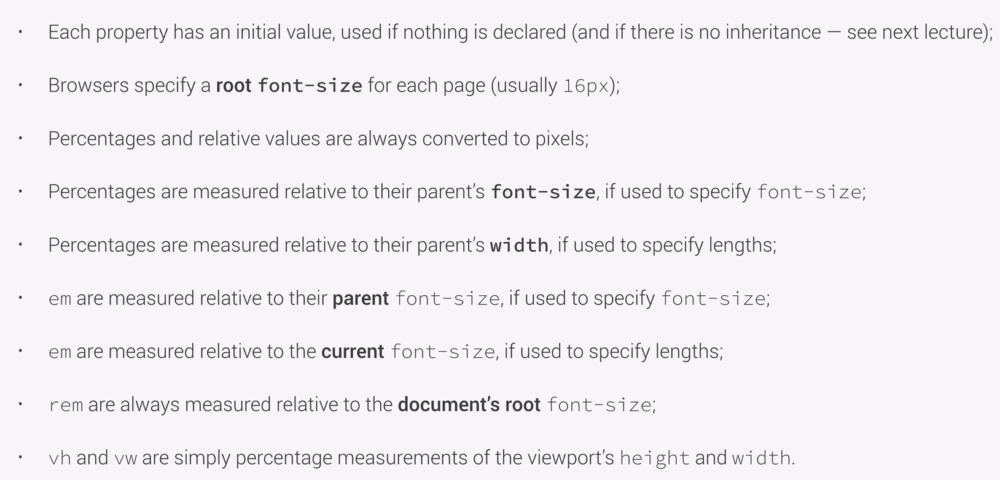 • Each property has an initial value, used if nothing is declared (and if there is no inheritance — see next lecture);
• Browsers specify a root font-size for each page (usually 16px);
• Percentages and relative values are always converted to pixels;
• Percentages are measured relative to their parent’s font-size, if used to specify font-size;
• Percentages are measured relative to their parent’s width, if used to specify lengths;
• em are measured relative to their parent font-size, if used to specify font-size;
• em are measured relative to the current font-size, if used to specify lengths;
• rem are always measured relative to the document’s root font-size;
• vh and vw are simply percentage measurements of the viewport’s height and width.